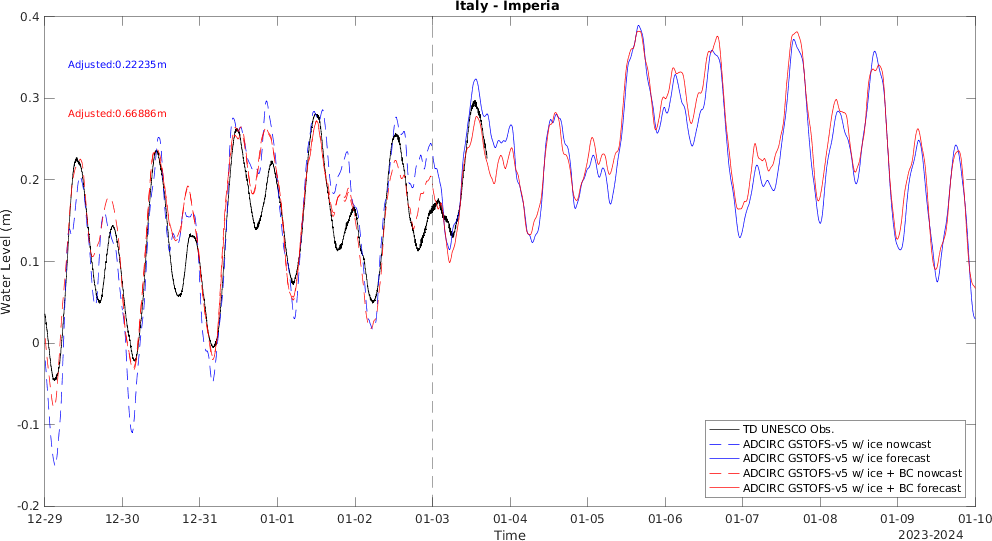 Italy - Imperia
Adjusted:0.22235m
Adjusted:0.66886m
Water Level (m)
0.4
0.3
0.2
0.1
0
-0.1
-0.2
TD UNESCO Obs.
ADCIRC GSTOFS-v5 w/ ice nowcast
ADCIRC GSTOFS-v5 w/ ice forecast
ADCIRC GSTOFS-v5 w/ ice + BC nowcast
ADCIRC GSTOFS-v5 w/ ice + BC forecast
12-29 12-30 12-31 01-01 01-02 01-03 01-04 01-05 01-06 01-07 01-08 01-09 01-10
Time
2023-2024